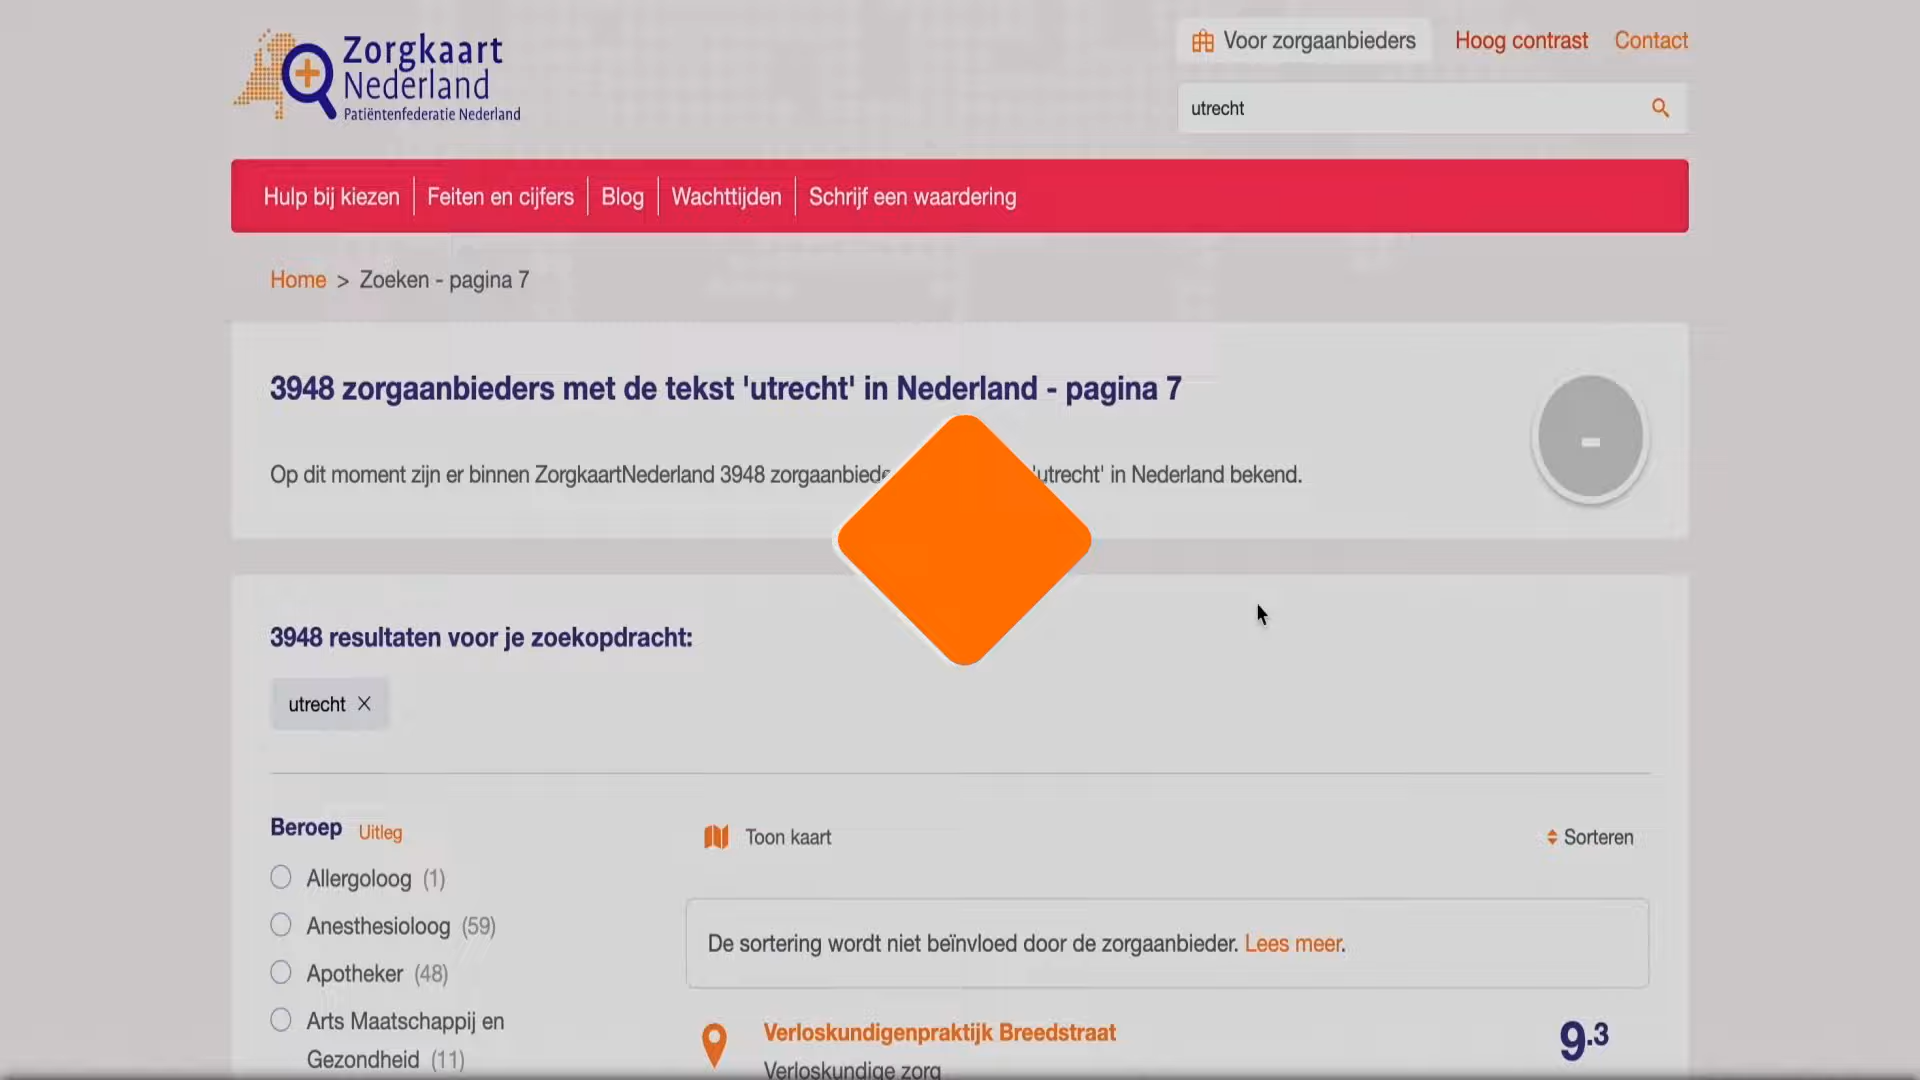 Zorgkaart
Nederland
Patiëntenfederatie Nederland
Voor zorgaanbieders
Hoog contrast
Contact
utrecht
Hulp bij kiezen
Feiten en cijfers
Blog
Wachttijden
Schrijf een waardering
Home > Zoeken - pagina 7
3948 zorgaanbieders met de tekst 'utrecht' in Nederland - pagina 7
Op dit moment zijn er binnen ZorgkaartNederland 3948 'utrecht' in Nederland bekend.
3948 resultaten voor je zoekopdracht:
utrecht
Beroep Uitleg
Allergoloog (1)
Anesthesioloog (59)
Apotheker (48)
Arts Maatschappij en
Gezondheid (11)
Toon kaart
Sorteren
De sortering wordt niet beïnvloed door de zorgaanbieder. Lees meer.
Verloskundigenpraktijk Breedstraat
9.3
Verloskundige zorg